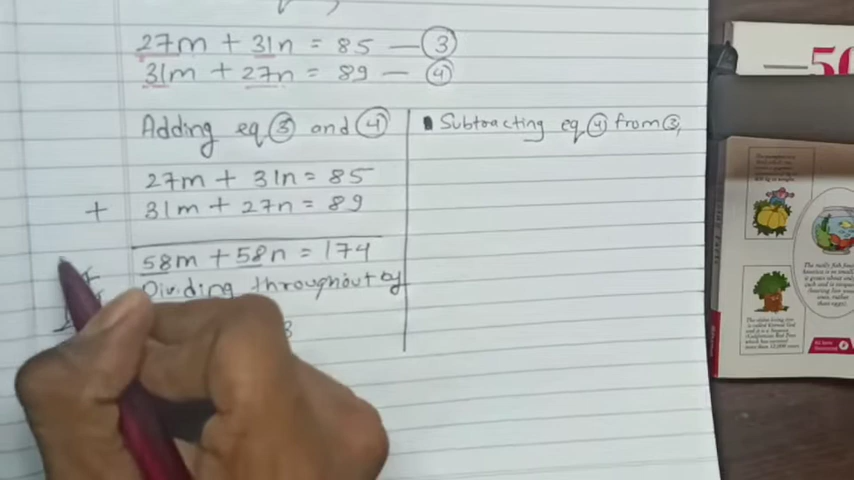 27m + 31n = 85 — ③
31m + 27n = 89 — ④
Adding eq ③ and ④
27m + 31n = 85
+ 31m + 27n = 89
58m + 58n = 174
Dividing throughout by
Subtracting eq ④ from ③,